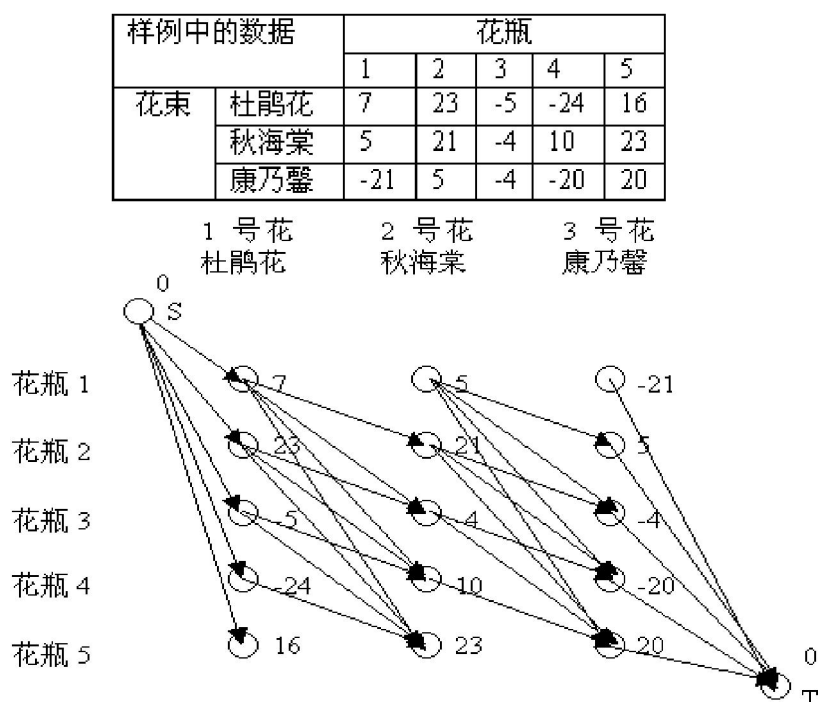 样例中的数据 花瓶
1 2 3 4 5
花束 杜鹃花 7 23 -5 -24 16
秋海棠 5 21 -4 10 23
康乃馨 -21 5 -4 -20 20
1 号花 2 号花 3 号花
杜鹃花 秋海棠 康乃馨
0
S
花瓶 1 7 5 -21
花瓶 2 23 21 5
花瓶 3 -5 -4 -4
花瓶 4 -24 10 -20
花瓶 5 16 23 20
0
T